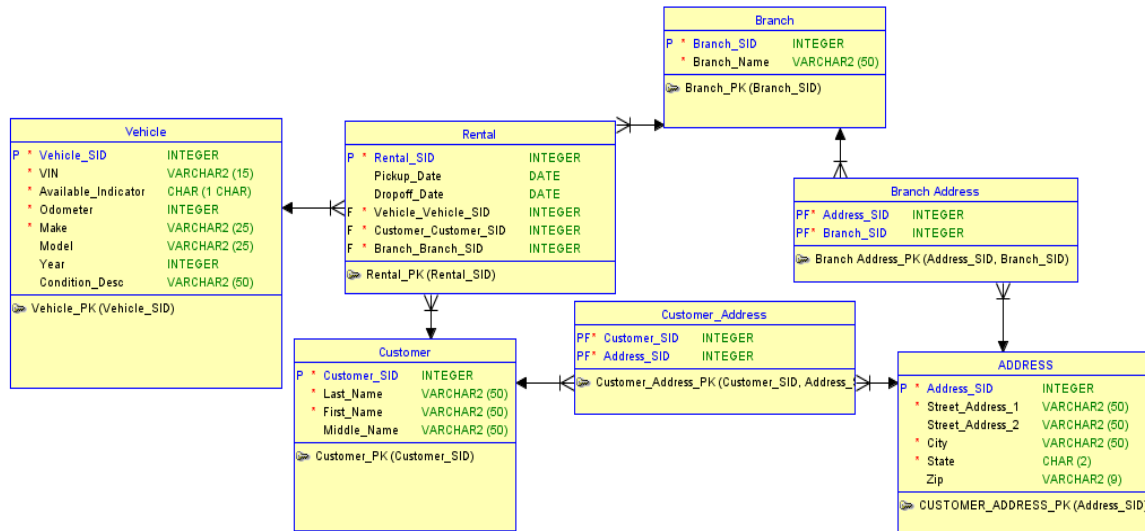 Branch
P * Branch_SID INTEGER
* Branch_Name VARCHAR2 (50)
Branch_PK (Branch_SID)
Vehicle
P * Vehicle_SID INTEGER
* VIN VARCHAR2 (15)
* Available_Indicator CHAR (1 CHAR)
* Odometer INTEGER
* Make VARCHAR2 (25)
Model VARCHAR2 (25)
Year INTEGER
Condition_Desc VARCHAR2 (50)
Vehicle_PK (Vehicle_SID)
Rental
P * Rental_SID INTEGER
Pickup_Date DATE
Dropoff_Date DATE
F * Vehicle_Vehicle_SID INTEGER
F * Customer_Customer_SID INTEGER
F * Branch_Branch_SID INTEGER
Rental_PK (Rental_SID)
Branch Address
PF* Address_SID INTEGER
PF* Branch_SID INTEGER
Branch Address_PK (Address_SID, Branch_SID)
Customer_Address
PF* Customer_SID INTEGER
PF* Address_SID INTEGER
Customer_Address_PK (Customer_SID, Address_S
Customer
P * Customer_SID INTEGER
* Last_Name VARCHAR2 (50)
* First_Name VARCHAR2 (50)
Middle_Name VARCHAR2 (50)
Customer_PK (Customer_SID)
ADDRESS
P * Address_SID INTEGER
* Street_Address_1 VARCHAR2 (50)
Street_Address_2 VARCHAR2 (50)
* City VARCHAR2 (50)
* State CHAR (2)
Zip VARCHAR2 (9)
CUSTOMER_ADDRESS_PK (Address_SID)